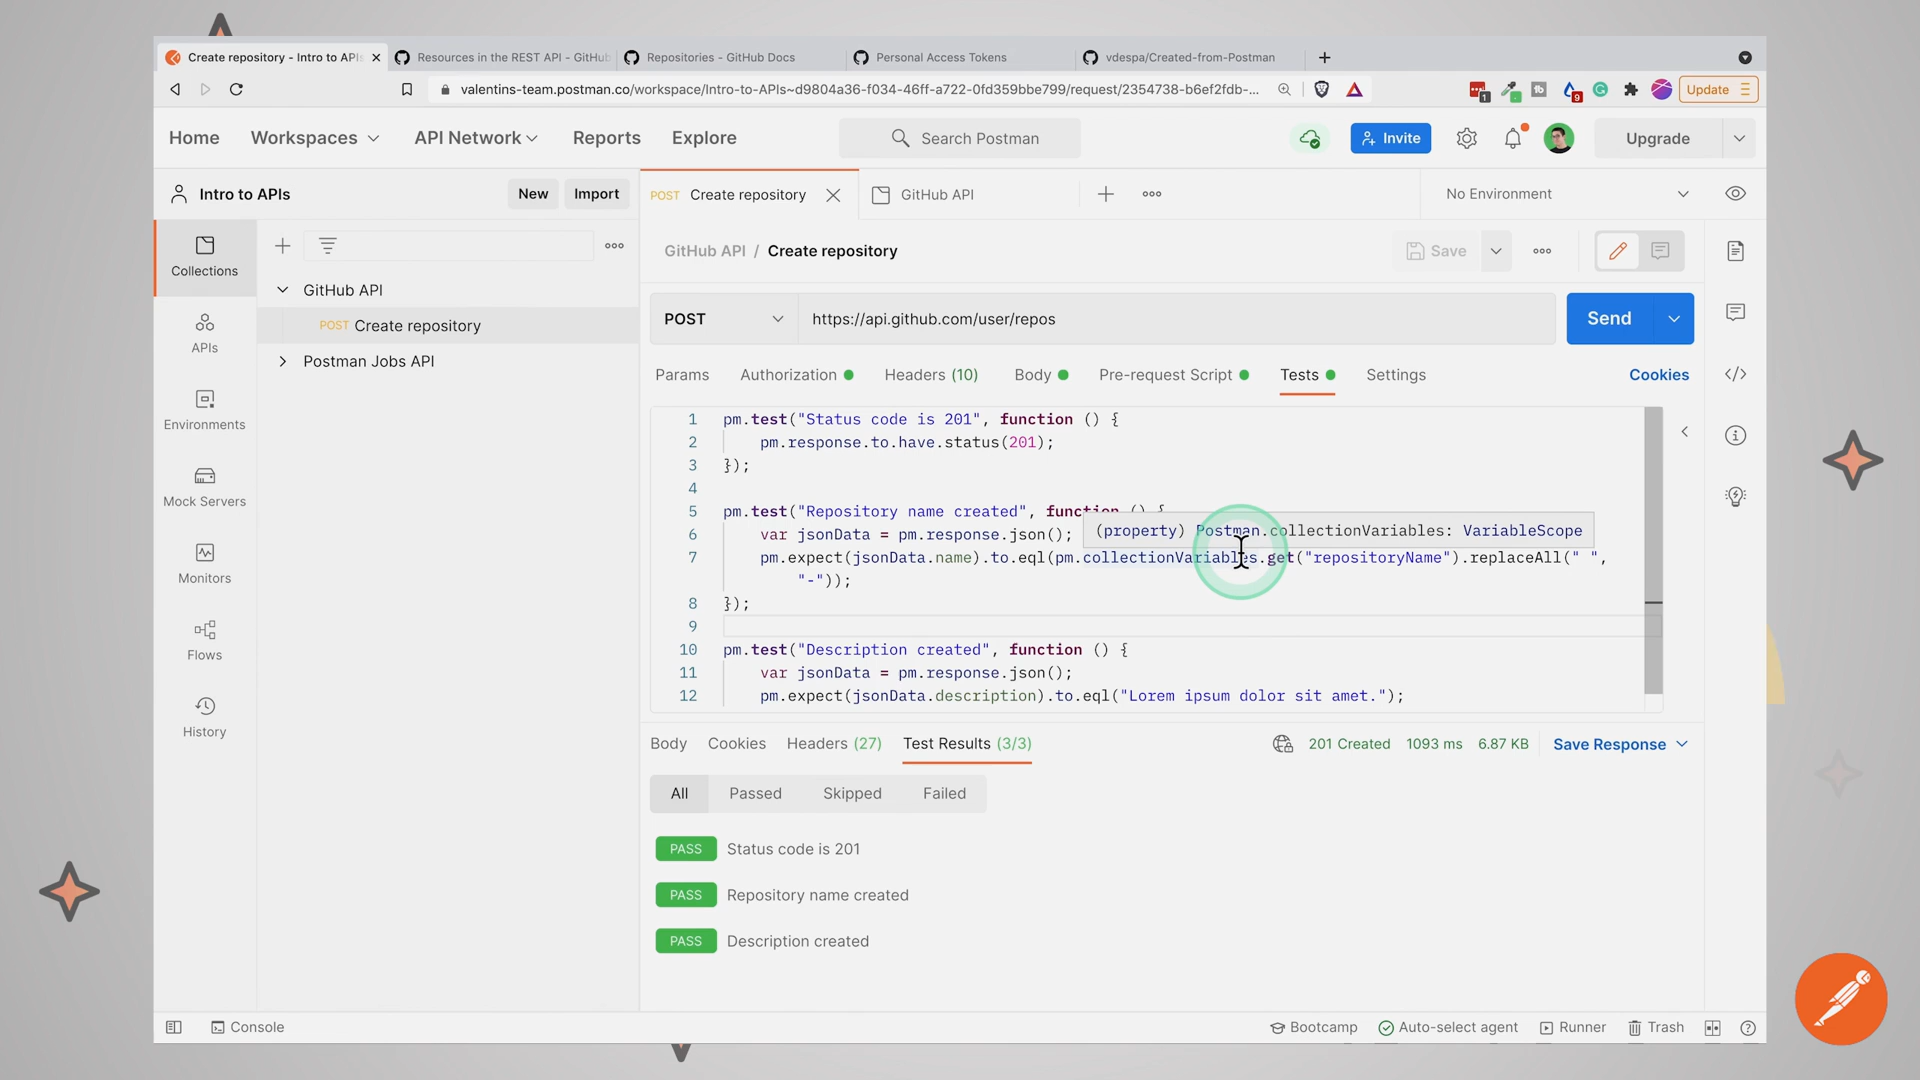 Create repository - Intro to APIs
Resources in the REST API - GitHub
Repositories - GitHub Docs
Personal Access Tokens
vdespa/Created-from-Postman
valentins-team.postman.co/workspace/Intro-to-APIs~d9804a36-f034-46ff-a722-0fd359bbe799/request/2354738-b6ef2fdb-...
1
9
Update
Home
Workspaces
API Network
Reports
Explore
Search Postman
Invite
Upgrade
Intro to APIs
New
Import
POST Create repository
GitHub API
No Environment
Collections
APIs
Environments
Mock Servers
Monitors
Flows
History
GitHub API
POST Create repository
Postman Jobs API
GitHub API / Create repository
Save
POST
https://api.github.com/user/repos
Send
Params
Authorization
Headers (10)
Body
Pre-request Script
Tests
Settings
Cookies
1 pm.test("Status code is 201", function () {
2 pm.response.to.have.status(201);
3 });
4
5 pm.test("Repository name created", function () {
(property) Postman.collectionVariables: VariableScope
6 var jsonData = pm.response.json();
7 pm.expect(jsonData.name).to.eql(pm.collectionVariables.get("repositoryName").replaceAll(" ",
"-"));
8 });
9
10 pm.test("Description created", function () {
11 var jsonData = pm.response.json();
12 pm.expect(jsonData.description).to.eql("Lorem ipsum dolor sit amet.");
Body
Cookies
Headers (27)
Test Results (3/3)
201 Created
1093 ms
6.87 KB
Save Response
All
Passed
Skipped
Failed
PASS Status code is 201
PASS Repository name created
PASS Description created
Console
Bootcamp
Auto-select agent
Runner
Trash